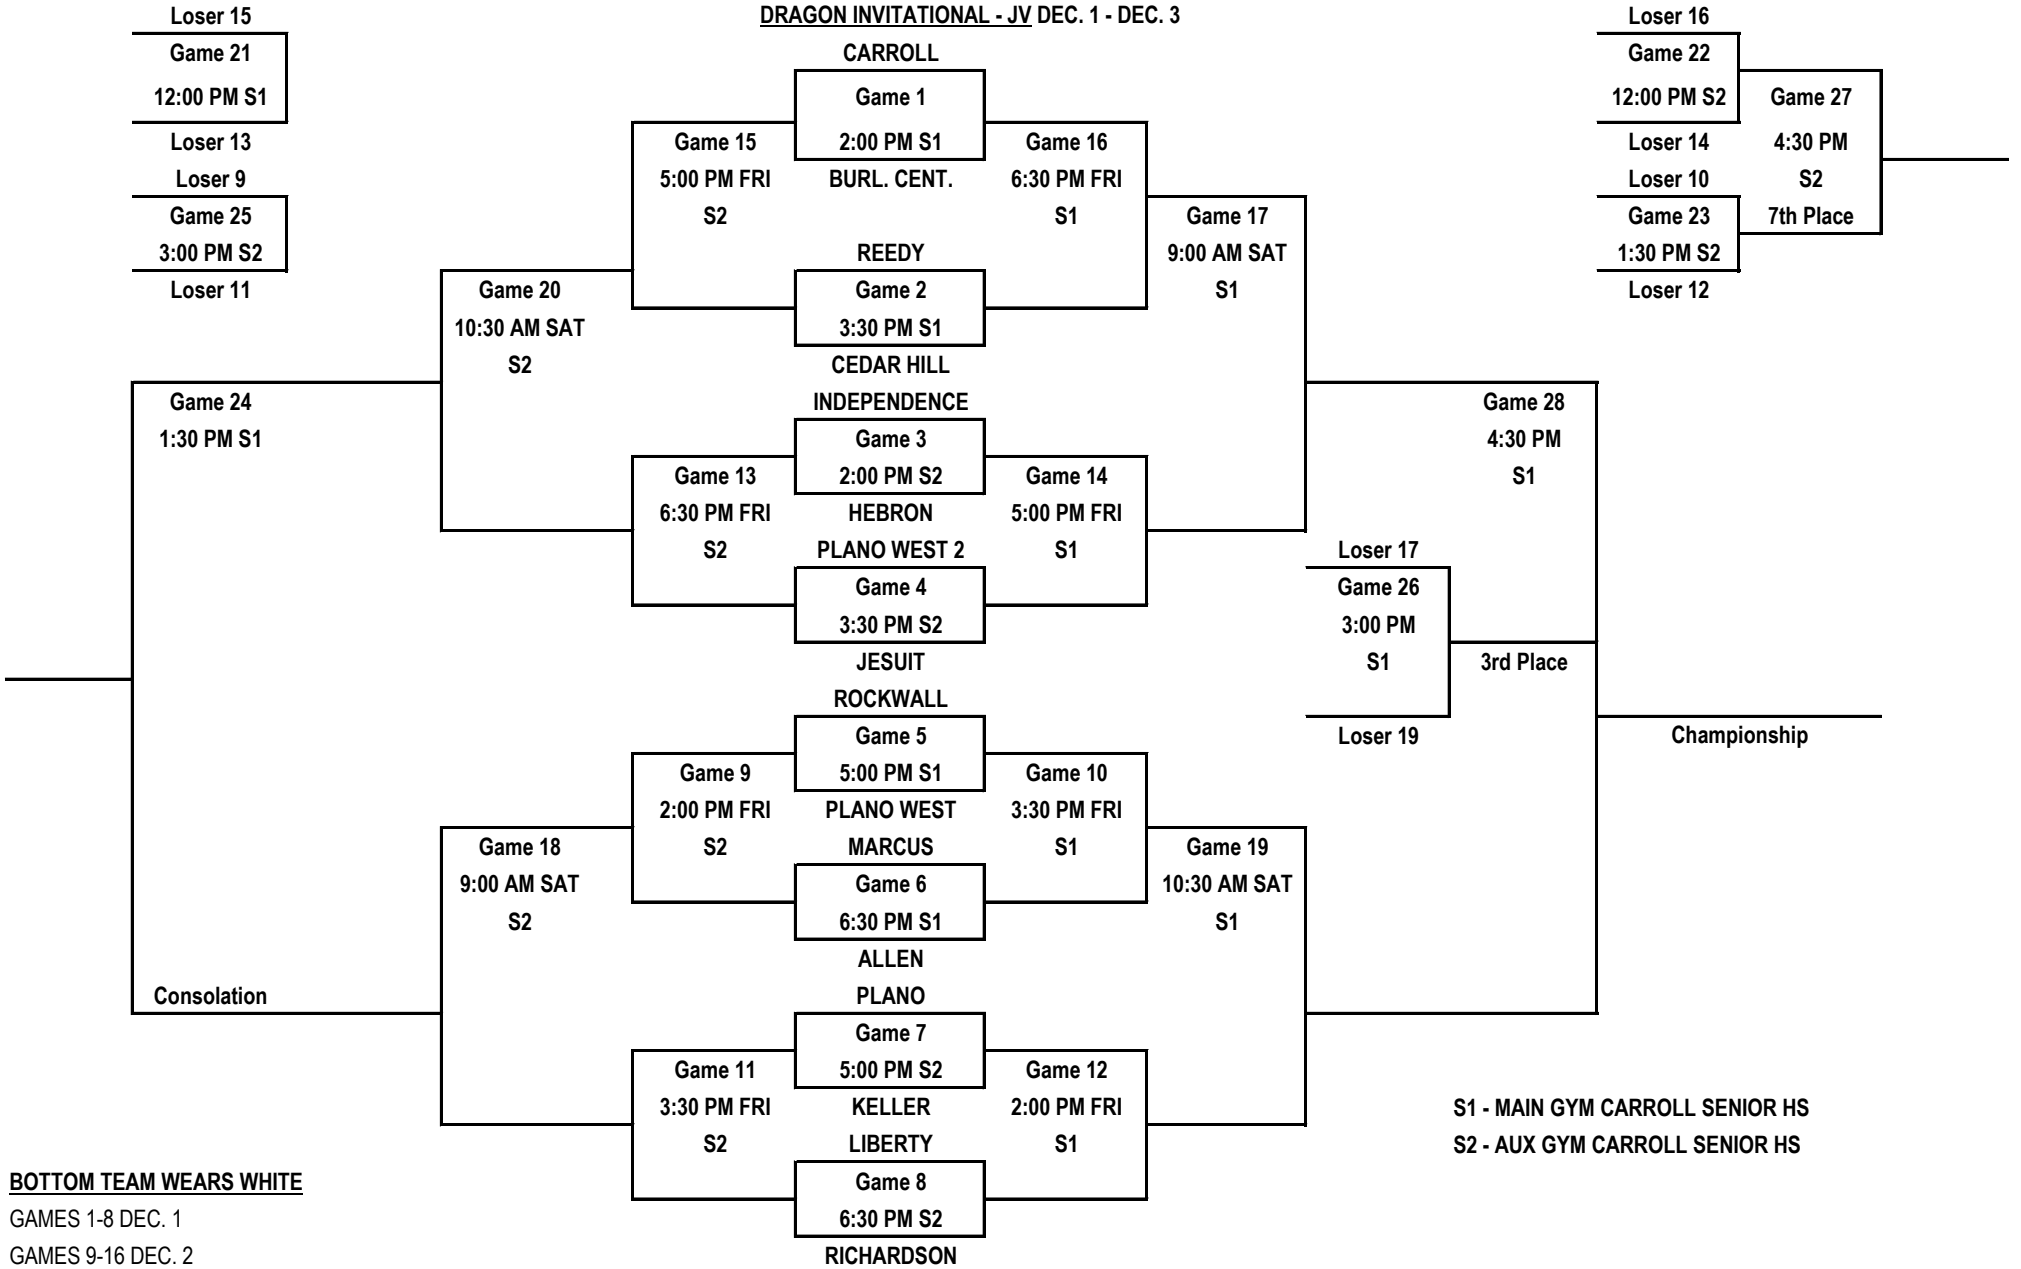 DRAGON INVITATIONAL - JV DEC. 1 - DEC. 3
Loser 15
Game 21
12:00 PM S1
Loser 13
Loser 9
Game 25
3:00 PM S2
Loser 11
Game 24
1:30 PM S1
Consolation
Game 20
10:30 AM SAT
S2
Game 18
9:00 AM SAT
S2
Game 15
5:00 PM FRI
S2
Game 13
6:30 PM FRI
S2
Game 9
2:00 PM FRI
S2
Game 11
3:30 PM FRI
S2
CARROLL
Game 1
2:00 PM S1
BURL. CENT.
REEDY
Game 2
3:30 PM S1
CEDAR HILL
INDEPENDENCE
Game 3
2:00 PM S2
HEBRON
PLANO WEST 2
Game 4
3:30 PM S2
JESUIT
ROCKWALL
Game 5
5:00 PM S1
PLANO WEST
MARCUS
Game 6
6:30 PM S1
ALLEN
PLANO
Game 7
5:00 PM S2
KELLER
LIBERTY
Game 8
6:30 PM S2
RICHARDSON
Game 16
6:30 PM FRI
S1
Game 14
5:00 PM FRI
S1
Game 10
3:30 PM FRI
S1
Game 12
2:00 PM FRI
S1
Game 17
9:00 AM SAT
S1
Game 19
10:30 AM SAT
S1
Loser 17
Game 26
3:00 PM
S1
Loser 19
3rd Place
Game 28
4:30 PM
S1
Championship
Loser 16
Game 22
12:00 PM S2
Loser 14
Loser 10
Game 23
1:30 PM S2
Loser 12
Game 27
4:30 PM
S2
7th Place
S1 - MAIN GYM CARROLL SENIOR HS
S2 - AUX GYM CARROLL SENIOR HS
BOTTOM TEAM WEARS WHITE
GAMES 1-8 DEC. 1
GAMES 9-16 DEC. 2